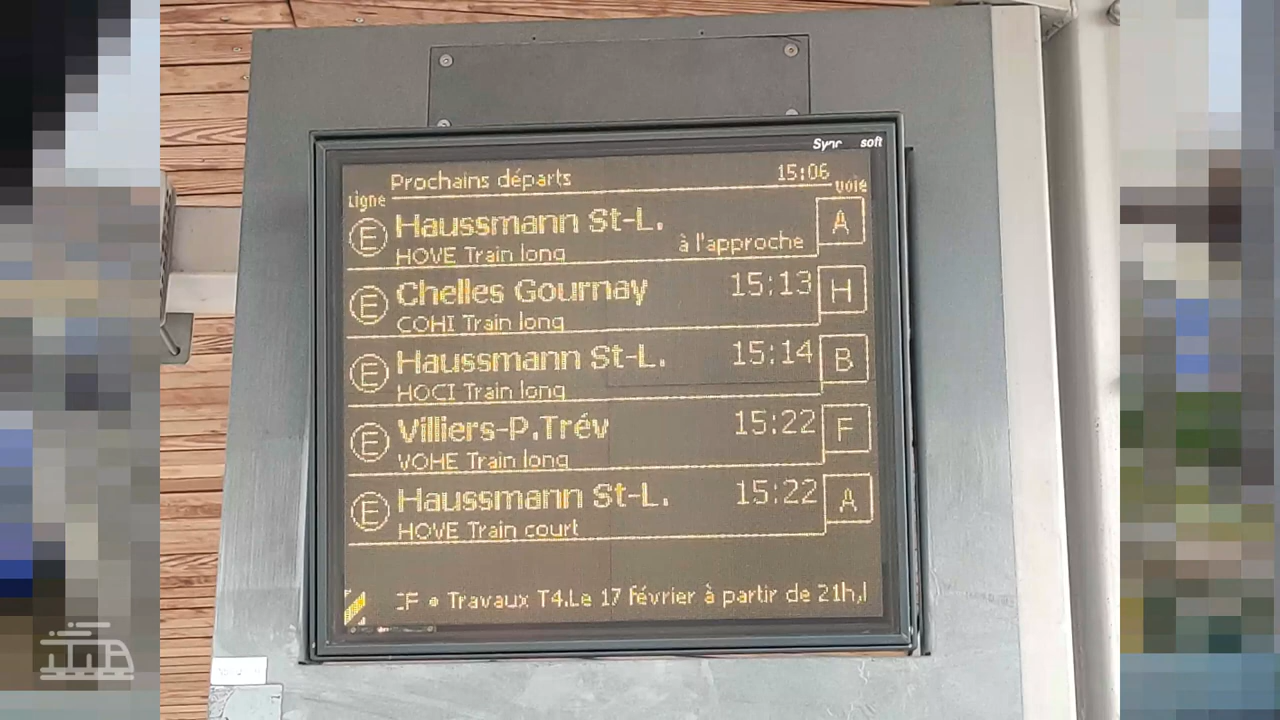 Syncrosoft
Prochains départs 15:06
Ligne voie
E Haussmann St-L. A
HOVE Train long à l'approche
E Chelles Gournay 15:13 H
COHI Train long
E Haussmann St-L. 15:14 B
HOCI Train long
E Villiers-P.Trév 15:22 F
VOHE Train long
E Haussmann St-L. 15:22 A
HOVE Train court
CF • Travaux T4.Le 17 février à partir de 21h,l